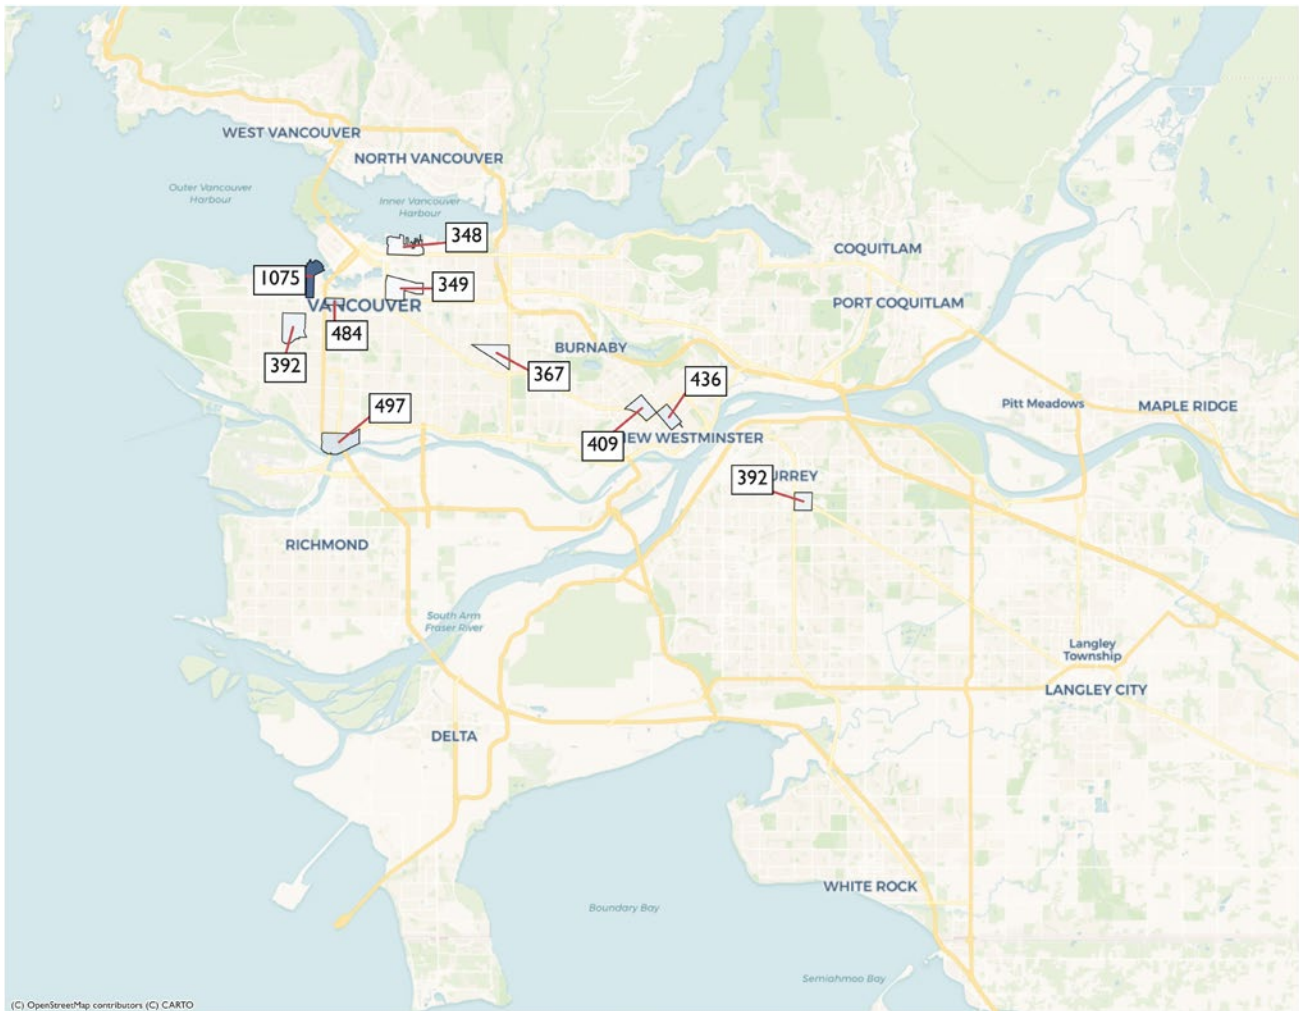 WEST VANCOUVER
NORTH VANCOUVER
Outer Vancouver
Harbour
Inner Vancouver
Harbour
348
COQUITLAM
1075
349
PORT COQUITLAM
VANCOUVER
484
BURNABY
392
367
436
Pitt Meadows
MAPLE RIDGE
497
409
EW WESTMINSTER
392
URREY
RICHMOND
South Arm
Fraser River
Langley
Township
LANGLEY CITY
DELTA
WHITE ROCK
Boundary Bay
Semiahmoo Bay
(C) OpenStreetMap contributors (C) CARTO